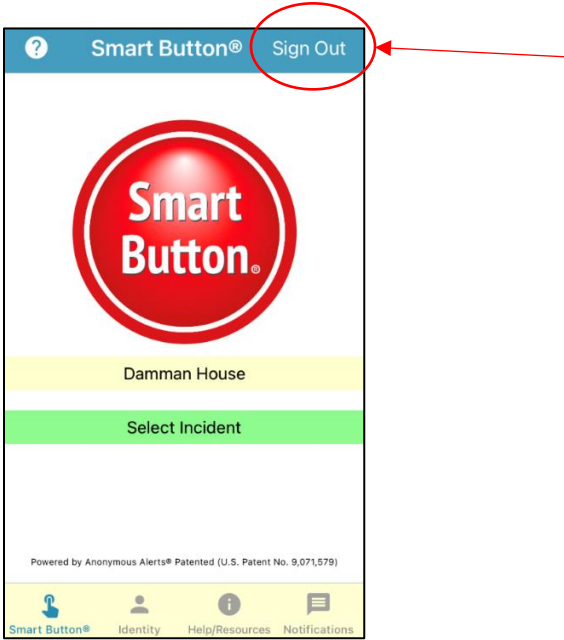 ? Smart Button® Sign Out
Smart
Button®
Damman House
Select Incident
Powered by Anonymous Alerts® Patented (U.S. Patent No. 9,071,579)
Smart Button® Identity Help/Resources Notifications